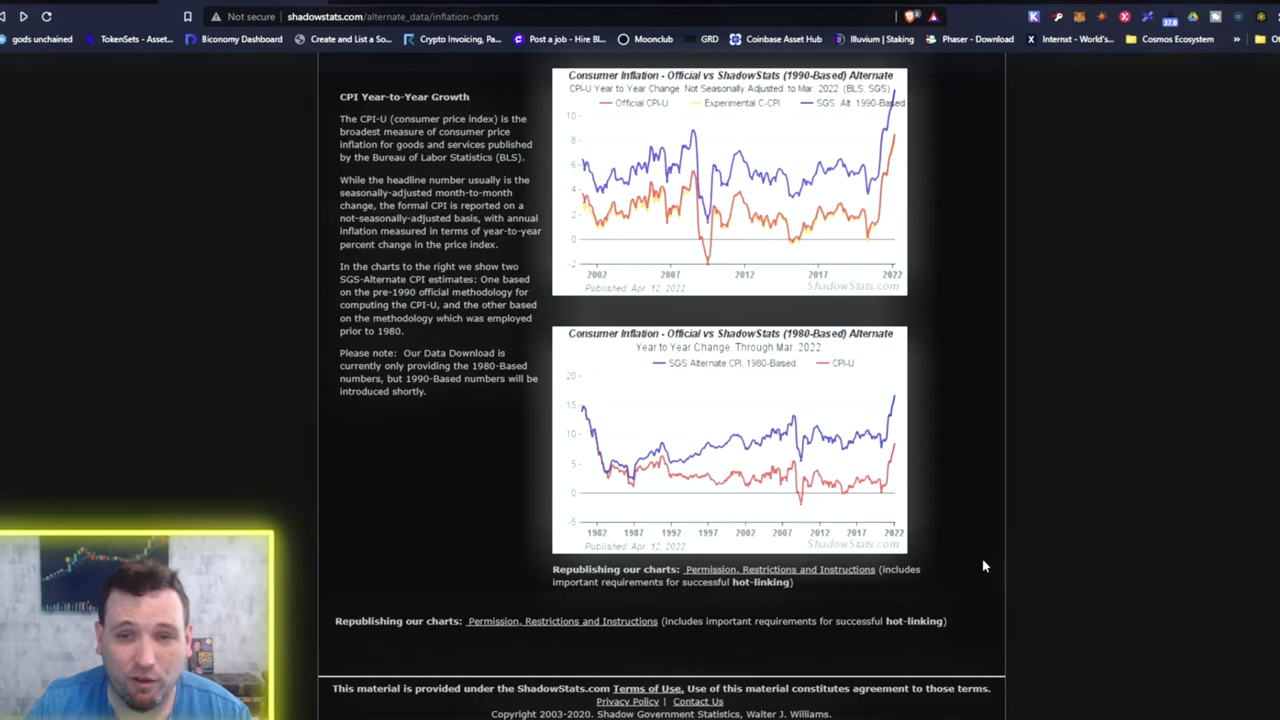 Not secure
shadowstats.com/alternate_data/inflation-charts
2
37.0
gods unchained
TokenSets - Asset...
Biconomy Dashboard
Create and List a So...
Crypto Invoicing, Pa...
Post a job - Hire Bl...
Moonclub
GRD
Coinbase Asset Hub
Illuvium | Staking
Phaser - Download
Internxt - World's...
Cosmos Ecosystem
»
CPI Year-to-Year Growth
The CPI-U (consumer price index) is the
broadest measure of consumer price
inflation for goods and services published
by the Bureau of Labor Statistics (BLS).
While the headline number usually is the
seasonally-adjusted month-to-month
change, the formal CPI is reported on a
not-seasonally-adjusted basis, with annual
inflation measured in terms of year-to-year
percent change in the price index.
In the charts to the right we show two
SGS-Alternate CPI estimates: One based
on the pre-1990 official methodology for
computing the CPI-U, and the other based
on the methodology which was employed
prior to 1980.
Please note: Our Data Download is
currently only providing the 1980-Based
numbers, but 1990-Based numbers will be
introduced shortly.
Consumer Inflation - Official vs ShadowStats (1990-Based) Alternate
CPI-U Year to Year Change. Not Seasonally Adjusted. to Mar. 2022 (BLS, SGS)
Official CPI-U
Experimental C-CPI
SGS Alt. 1990-Based
10
8
6
4
2
0
-2
2002
2007
2012
2017
2022
Published: Apr. 12, 2022
ShadowStats.com
Consumer Inflation - Official vs ShadowStats (1980-Based) Alternate
Year to Year Change. Through Mar. 2022
SGS Alternate CPI, 1980-Based
CPI-U
20
15
10
5
0
-5
1982
1987
1992
1997
2002
2007
2012
2017
2022
Published: Apr. 12, 2022
ShadowStats.com
Republishing our charts: Permission, Restrictions and Instructions (includes
important requirements for successful hot-linking)
Republishing our charts: Permission, Restrictions and Instructions (includes important requirements for successful hot-linking)
This material is provided under the ShadowStats.com Terms of Use. Use of this material constitutes agreement to those terms.
Privacy Policy | Contact Us
Copyright 2003-2020. Shadow Government Statistics, Walter J. Williams.
RICH DAD